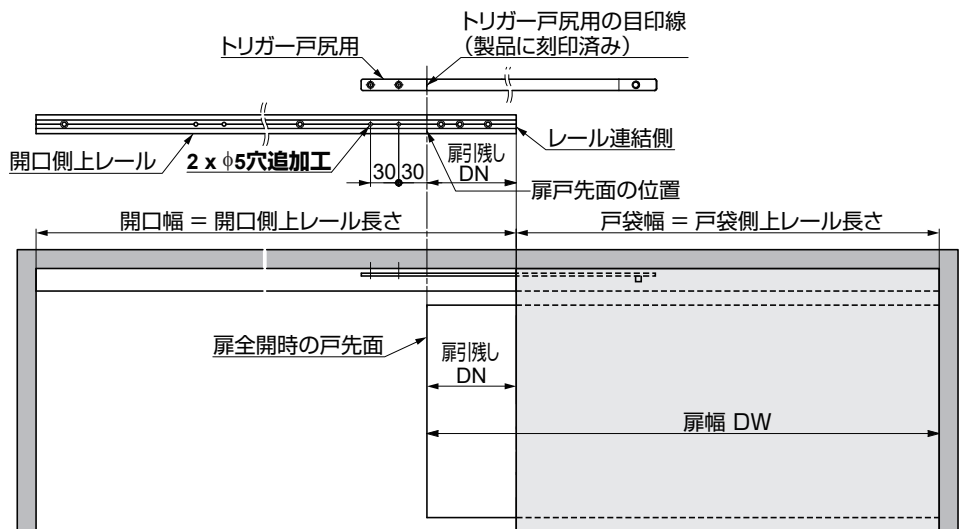 トリガー戸尻用
トリガー戸尻用の目印線
(製品に刻印済み)
開口側上レール
2 x φ5穴追加工
30
30
扉引残し
DN
レール連結側
扉戸先面の位置
開口幅 = 開口側上レール長さ
戸袋幅 = 戸袋側上レール長さ
扉全開時の戸先面
扉引残し
DN
扉幅 DW